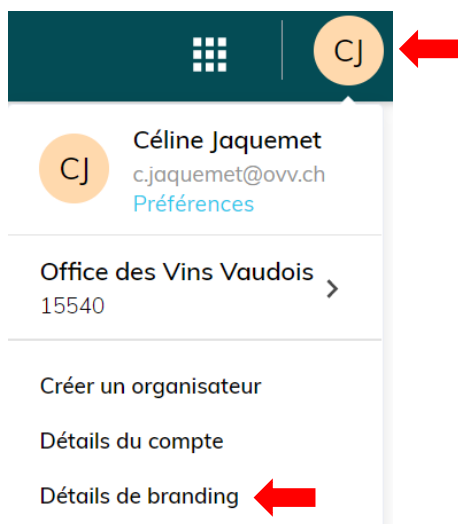 CJ
CJ
Céline Jaquemet
c.jaquemet@ovv.ch
Préférences
Office des Vins Vaudois
15540
Créer un organisateur
Détails du compte
Détails de branding